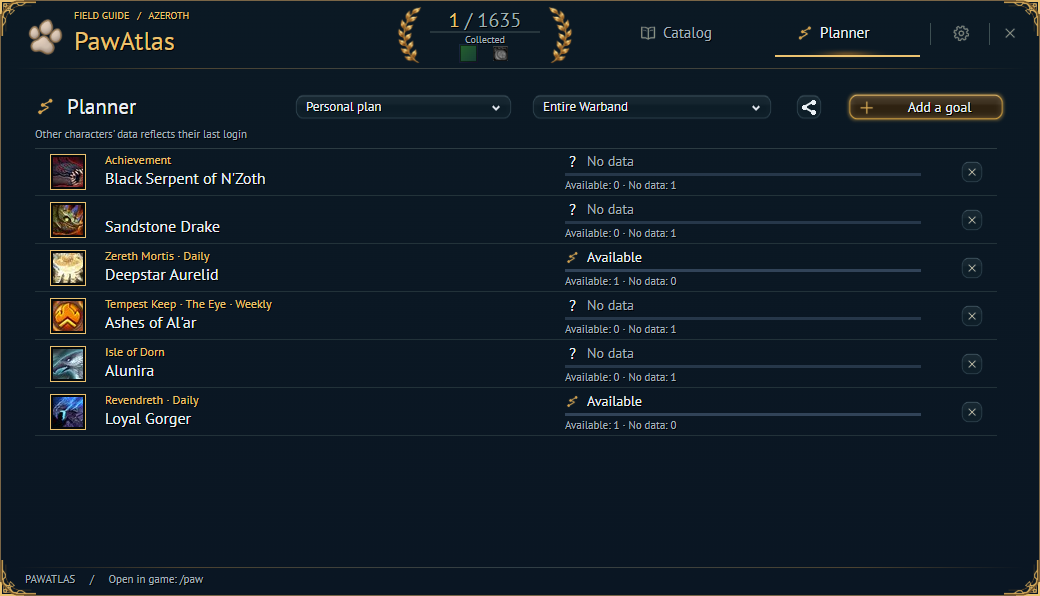 FIELD GUIDE / AZEROTH
PawAtlas
1 / 1635
Collected
Catalog
Planner
Planner
Personal plan
Entire Warband
Add a goal
Other characters' data reflects their last login
Achievement
Black Serpent of N'Zoth
? No data
Available: 0 · No data: 1
Sandstone Drake
? No data
Available: 0 · No data: 1
Zereth Mortis · Daily
Deepstar Aurelid
Available
Available: 1 · No data: 0
Tempest Keep · The Eye · Weekly
Ashes of Al'ar
? No data
Available: 0 · No data: 1
Isle of Dorn
Alunira
? No data
Available: 0 · No data: 1
Revendreth · Daily
Loyal Gorger
Available
Available: 1 · No data: 0
PAWATLAS / Open in game: /paw